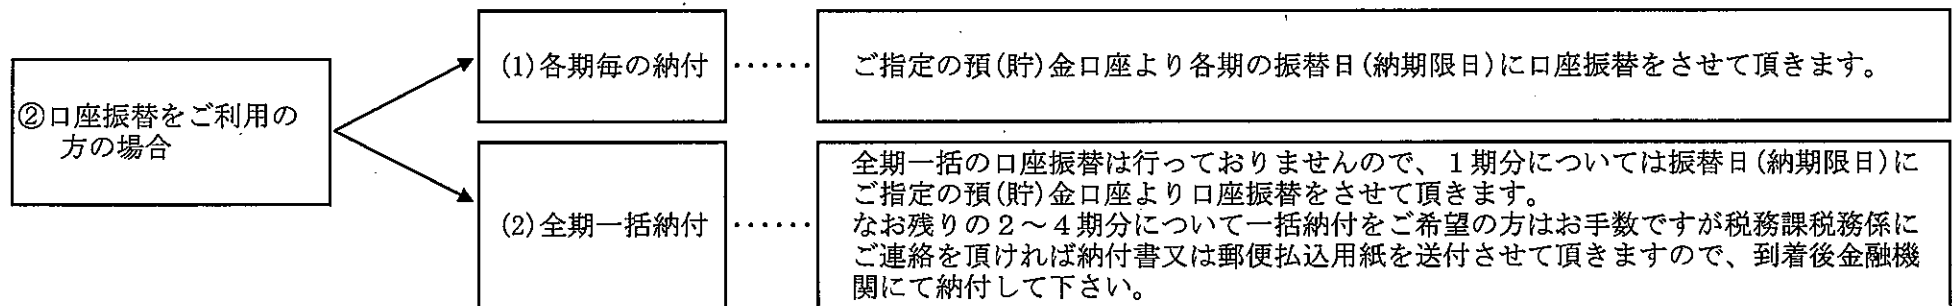 ②口座振替をご利用の
方の場合
(1)各期毎の納付
······
ご指定の預(貯)金口座より各期の振替日(納期限日)に口座振替をさせて頂きます。
(2)全期一括納付
······
全期一括の口座振替は行っておりませんので、1期分については振替日(納期限日)に
ご指定の預(貯)金口座より口座振替をさせて頂きます。
なお残りの2〜4期分について一括納付をご希望の方はお手数ですが税務課税務係に
ご連絡を頂ければ納付書又は郵便払込用紙を送付させて頂きますので、到着後金融機
関にて納付して下さい。